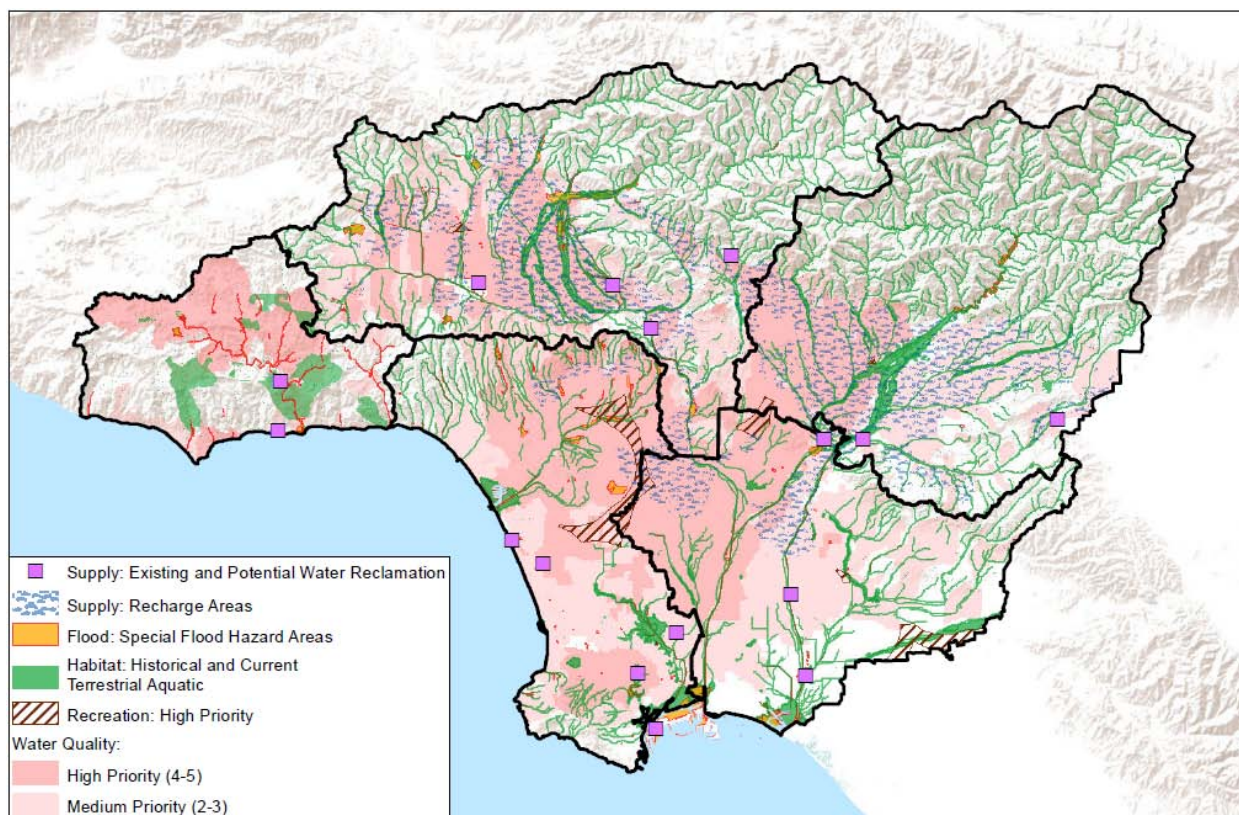 Supply: Existing and Potential Water Reclamation
Supply: Recharge Areas
Flood: Special Flood Hazard Areas
Habitat: Historical and Current
Terrestrial Aquatic
Recreation: High Priority
Water Quality:
High Priority (4-5)
Medium Priority (2-3)